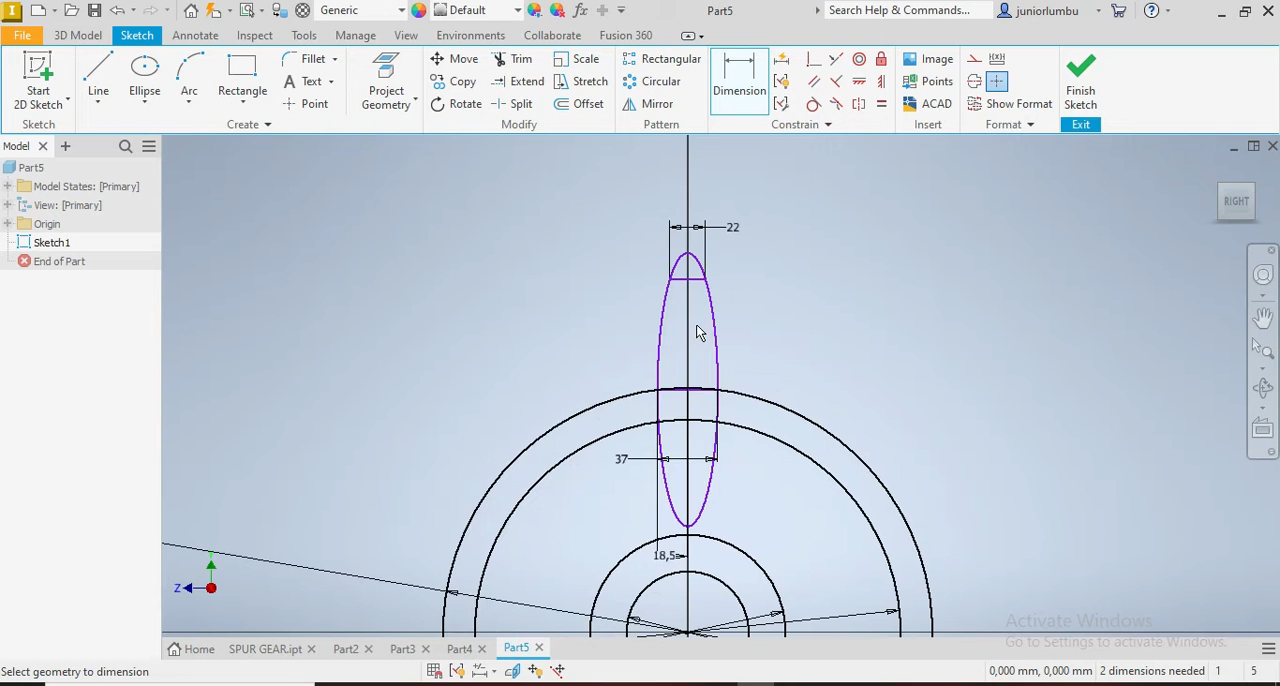 Generic
Default
Part5
Search Help & Commands...
juniorlumbu
File
3D Model
Sketch
Annotate
Inspect
Tools
Manage
View
Environments
Collaborate
Fusion 360
Start
2D Sketch
Sketch
Line
Ellipse
Arc
Rectangle
Fillet
Text
Point
Create
Project
Geometry
Move
Trim
Scale
Copy
Extend
Stretch
Rotate
Split
Offset
Modify
Rectangular
Circular
Mirror
Pattern
Dimension
Constrain
Image
Points
ACAD
Insert
Show Format
Format
Finish
Sketch
Exit
Model
Part5
Model States: [Primary]
View: [Primary]
Origin
Sketch1
End of Part
RIGHT
22
37
18,5
Y
Z
Activate Windows
Go to Settings to activate Windows.
Home
SPUR GEAR.ipt
Part2
Part3
Part4
Part5
Select geometry to dimension
0,000 mm, 0,000 mm
2 dimensions needed
1
5